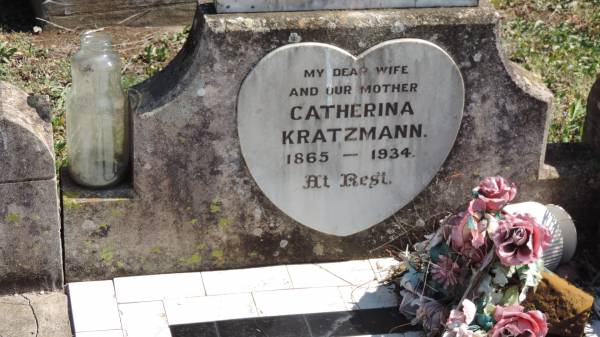 MY DEAR WIFE
AND OUR MOTHER
CATHERINA
KRATZMANN.
1865 — 1934.
At Rest.